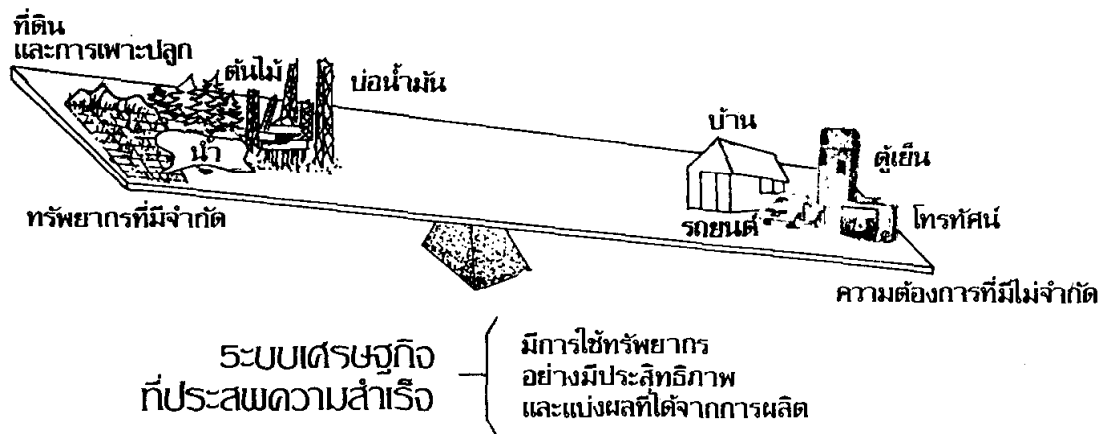 ที่ดิน
และการเพาะปลูก
ต้นไม้
บ่อน้ำมัน
น้ำ
บ้าน
ตู้เย็น
รถยนต์
โทรทัศน์
ทรัพยากรที่มีจำกัด
ความต้องการที่มีไม่จำกัด
ระบบเศรษฐกิจ
ที่ประสพความสำเร็จ
มีการใช้ทรัพยากร
อย่างมีประสิทธิภาพ
และแบ่งผลที่ได้จากการผลิต